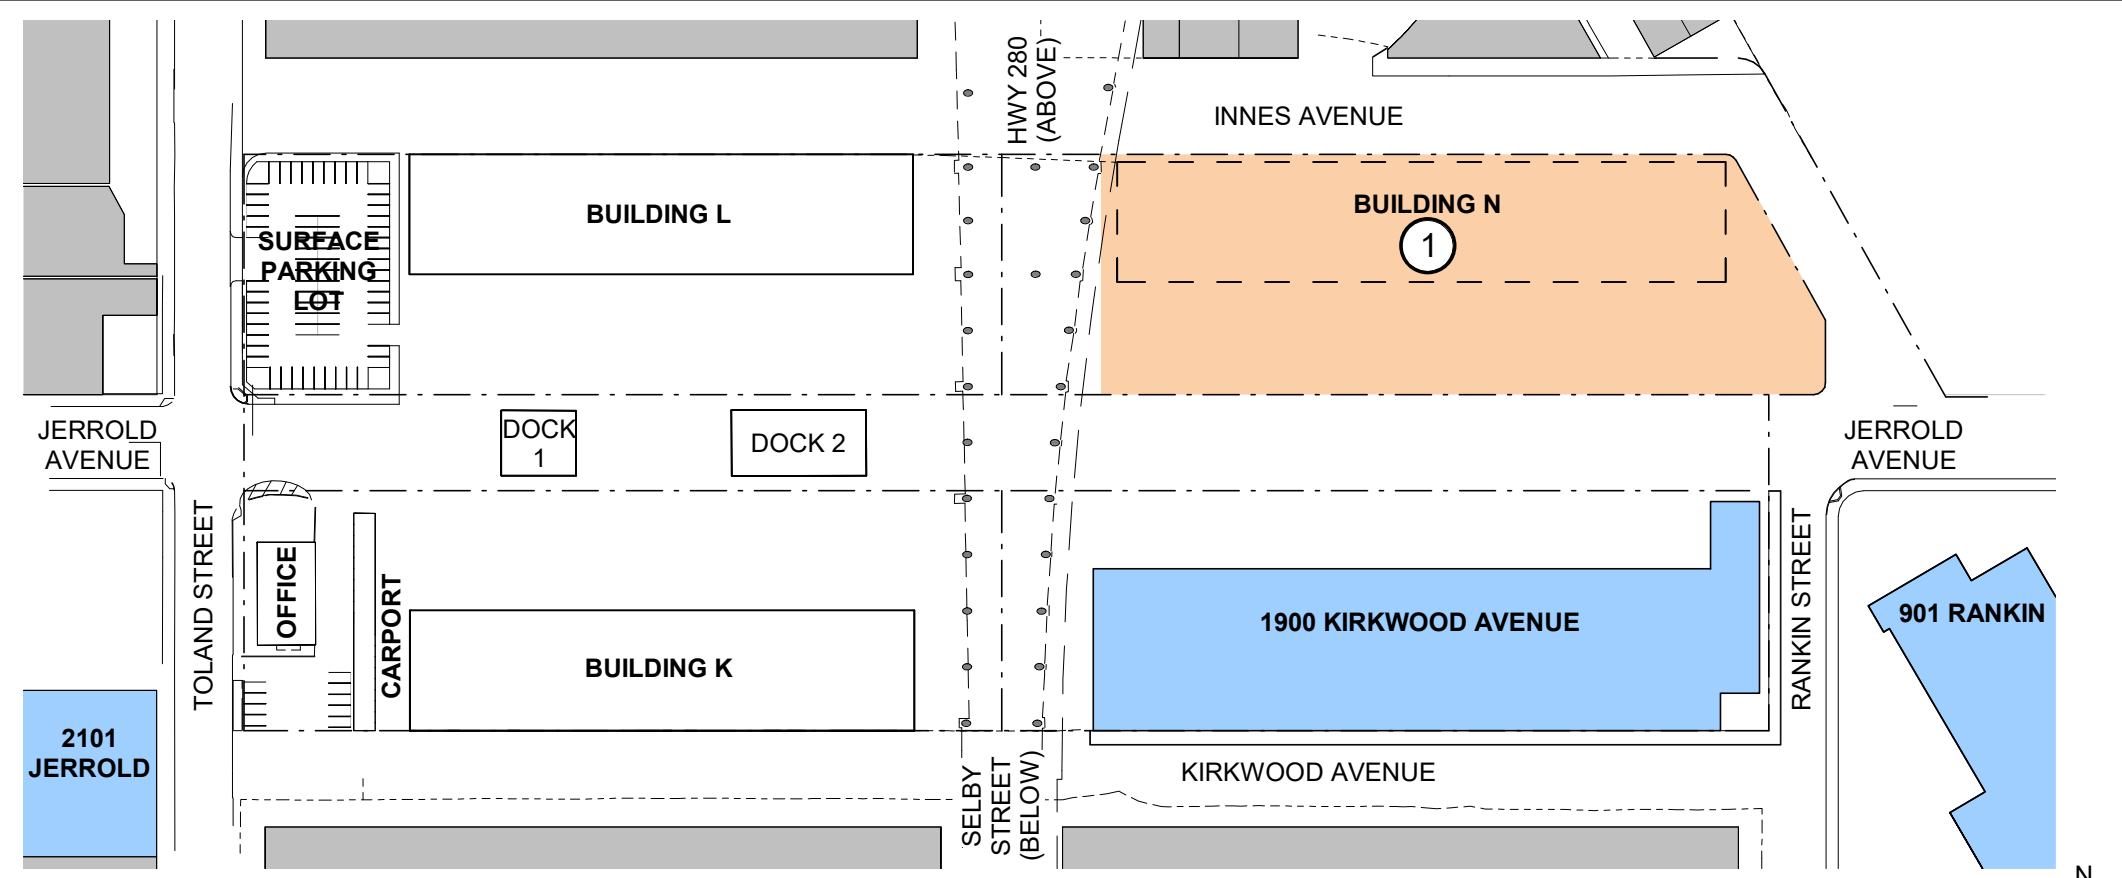 HWY 280
(ABOVE)
INNES AVENUE
BUILDING L
BUILDING N
1
SURFACE
PARKING
LOT
JERROLD
AVENUE
DOCK
1
DOCK 2
JERROLD
AVENUE
TOLAND STREET
OFFICE
CARPORT
BUILDING K
1900 KIRKWOOD AVENUE
RANKIN STREET
901 RANKIN
2101
JERROLD
SELBY
STREET
(BELOW)
KIRKWOOD AVENUE
N